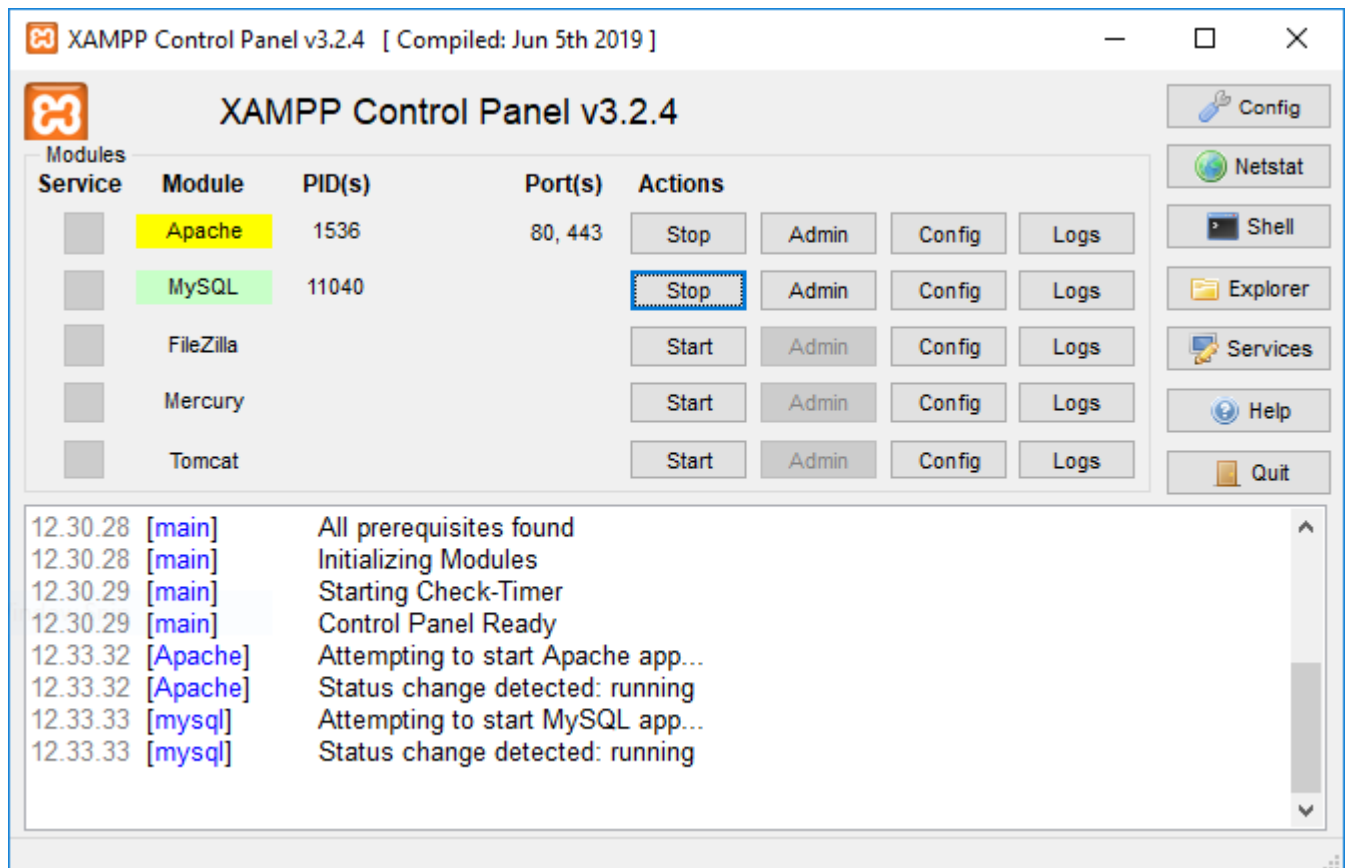 XAMPP Control Panel v3.2.4 [ Compiled: Jun 5th 2019 ]
XAMPP Control Panel v3.2.4
Config
Modules
Netstat
Service Module PID(s) Port(s) Actions
Apache 1536 80, 443 Stop Admin Config Logs
Shell
MySQL 11040 Stop Admin Config Logs
Explorer
FileZilla Start Admin Config Logs
Services
Mercury Start Admin Config Logs
Help
Tomcat Start Admin Config Logs
Quit
12.30.28 [main] All prerequisites found
12.30.28 [main] Initializing Modules
12.30.29 [main] Starting Check-Timer
12.30.29 [main] Control Panel Ready
12.33.32 [Apache] Attempting to start Apache app...
12.33.32 [Apache] Status change detected: running
12.33.33 [mysql] Attempting to start MySQL app...
12.33.33 [mysql] Status change detected: running